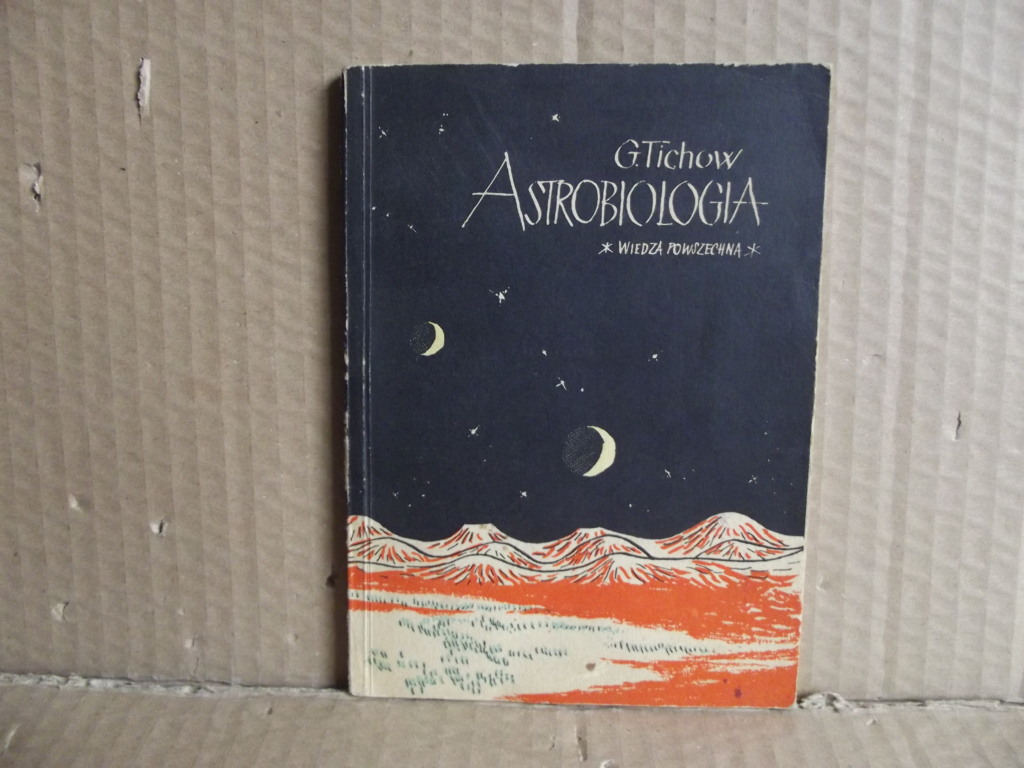 G. TICHOW
ASTROBIOLOGIA
* WIEDZA POWSZECHNA *